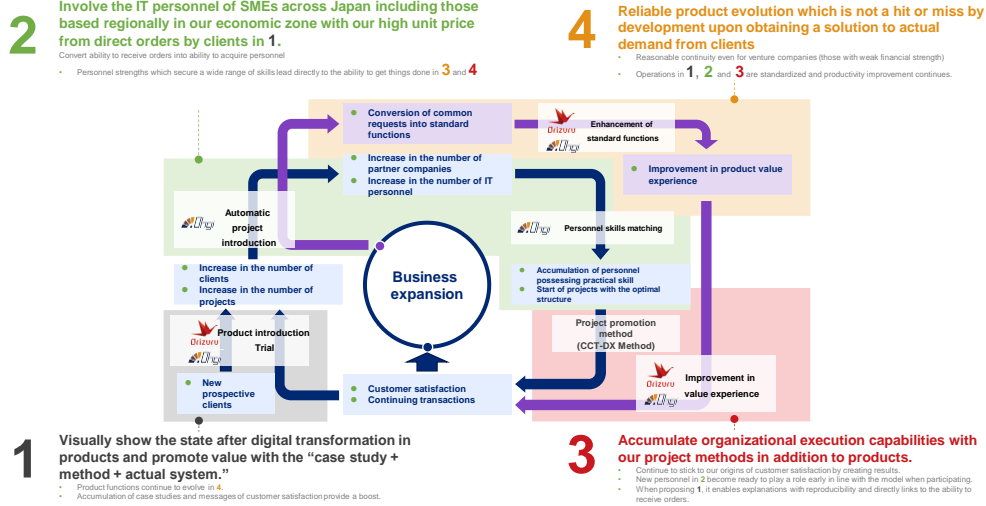 2
Involve the IT personnel of SMEs across Japan including those
based regionally in our economic zone with our high unit price
from direct orders by clients in 1.
Convert ability to receive orders into ability to acquire personnel
• Personnel strengths which secure a wide range of skills lead directly to the ability to get things done in 3 and 4
4
Reliable product evolution which is not a hit or miss by
development upon obtaining a solution to actual
demand from clients
• Reasonable continuity even for venture companies (those with weak financial strength)
• Operations in 1, 2 and 3 are standardized and productivity improvement continues.
Conversion of common
requests into standard
functions
Orizuru
Ohgi
Enhancement of
standard functions
Improvement in product value
experience
Increase in the number of
partner companies
Increase in the number of IT
personnel
Ohgi
Automatic
project
introduction
Ohgi
Personnel skills matching
Business
expansion
Increase in the number of
clients
Increase in the number of
projects
Accumulation of personnel
possessing practical skill
Start of projects with the optimal
structure
Orizuru
Ohgi
Product introduction
Trial
Project promotion
method
(CCT-DX Method)
New
prospective
clients
Customer satisfaction
Continuing transactions
Orizuru
Ohgi
Improvement in
value experience
1
Visually show the state after digital transformation in
products and promote value with the “case study +
method + actual system.”
• Product functions continue to evolve in 4.
• Accumulation of case studies and messages of customer satisfaction provide a boost.
3
Accumulate organizational execution capabilities with
our project methods in addition to products.
• Continue to stick to our origins of customer satisfaction by creating results.
• New personnel in 2 become ready to play a role early in line with the model when participating.
• When proposing 1, it enables explanations with reproducibility and directly links to the ability to
receive orders.